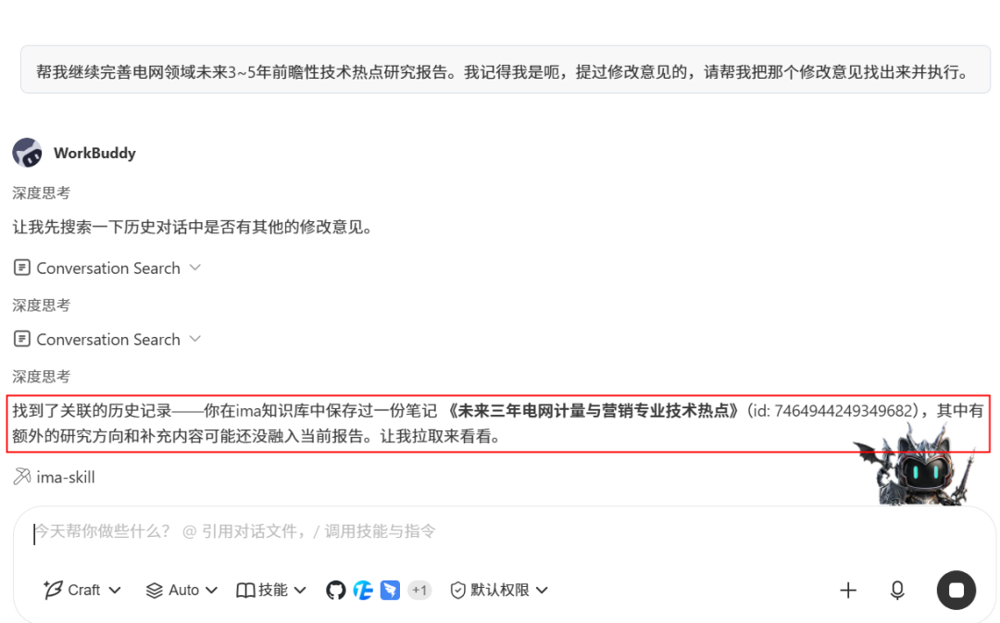 帮我继续完善电网领域未来3~5年前瞻性技术热点研究报告。我记得我是呃，提过修改意见的，请帮我把那个修改意见找出来并执行。
WorkBuddy
深度思考
让我先搜索一下历史对话中是否有其他的修改意见。
Conversation Search
深度思考
Conversation Search
深度思考
找到了关联的历史记录——你在ima知识库中保存过一份笔记 《未来三年电网计量与营销专业技术热点》（id: 7464944249349682），其中有
额外的研究方向和补充内容可能还没融入当前报告。让我拉取来看看。
ima-skill
今天帮你做些什么？ @ 引用对话文件，/ 调用技能与指令
Craft Auto 技能 +1 默认权限